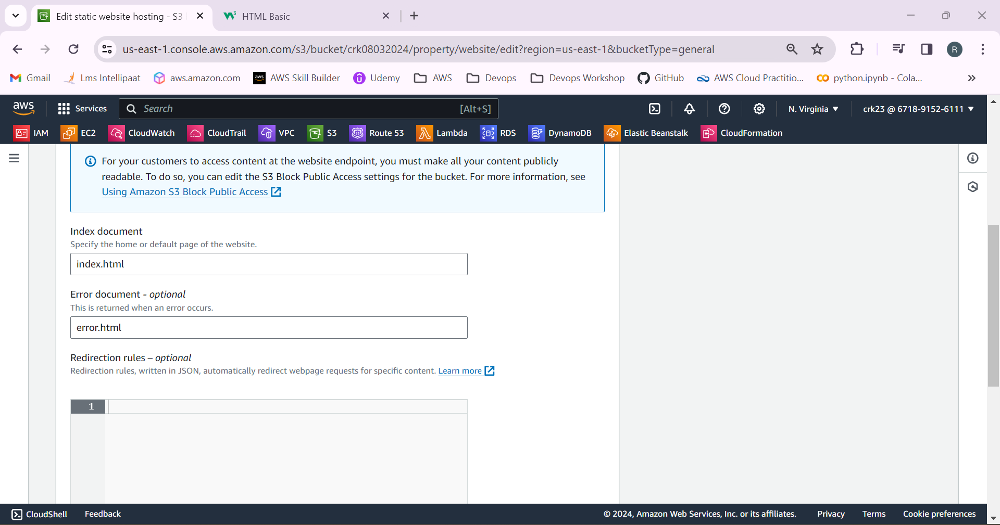 Edit static website hosting - S3
HTML Basic
us-east-1.console.aws.amazon.com/s3/bucket/crk08032024/property/website/edit?region=us-east-1&bucketType=general
R
Gmail
Lms Intellipaat
aws.amazon.com
aws
AWS Skill Builder
Udemy
AWS
Devops
Devops Workshop
GitHub
AWS Cloud Practitio...
python.ipynb - Cola...
aws
Services
Search
[Alt+S]
N. Virginia
crk23 @ 6718-9152-6111
IAM
EC2
CloudWatch
CloudTrail
VPC
S3
Route 53
Lambda
RDS
DynamoDB
Elastic Beanstalk
CloudFormation
For your customers to access content at the website endpoint, you must make all your content publicly
readable. To do so, you can edit the S3 Block Public Access settings for the bucket. For more information, see
Using Amazon S3 Block Public Access
Index document
Specify the home or default page of the website.
index.html
Error document - optional
This is returned when an error occurs.
error.html
Redirection rules – optional
Redirection rules, written in JSON, automatically redirect webpage requests for specific content. Learn more
1
CloudShell
Feedback
© 2024, Amazon Web Services, Inc. or its affiliates.
Privacy
Terms
Cookie preferences